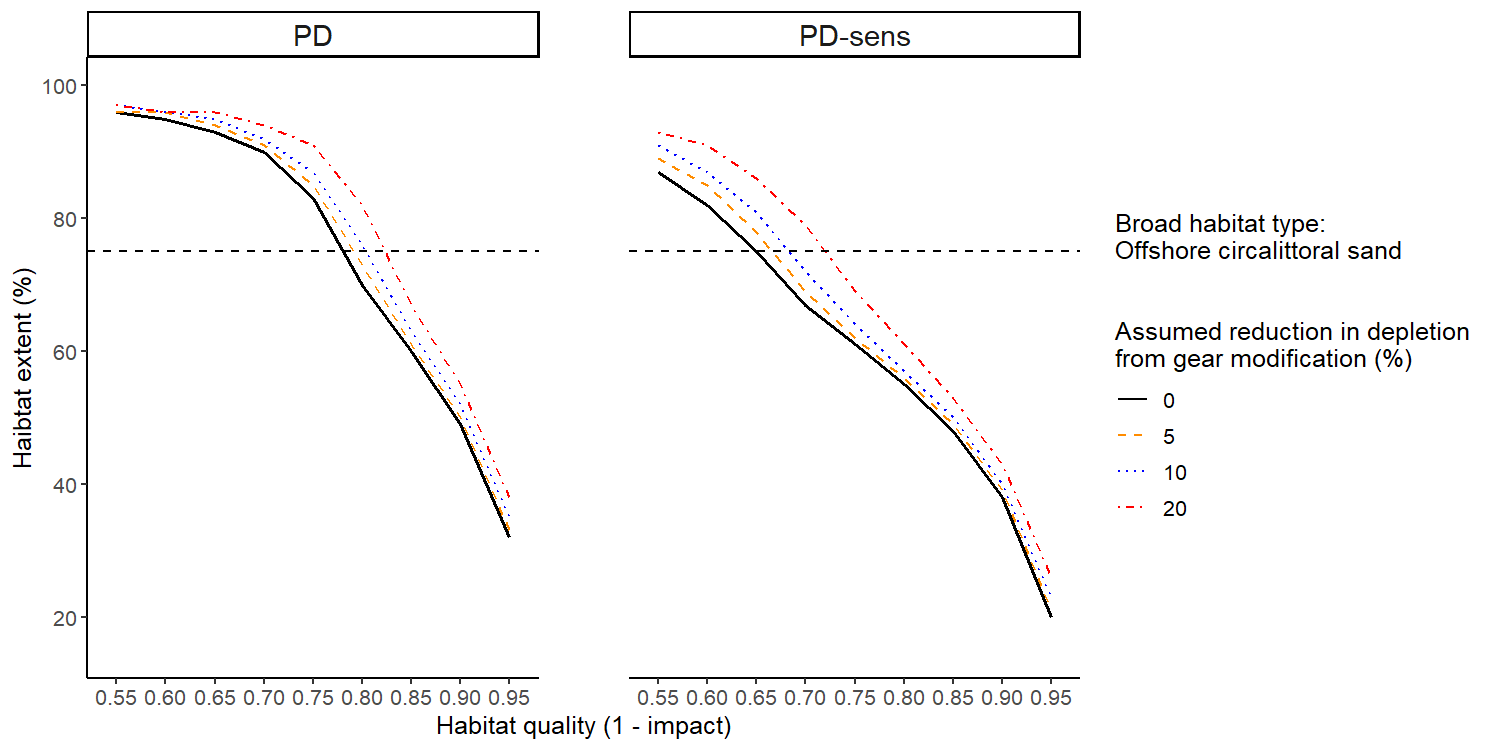 PD
PD-sens
100
80
60
40
20
Haibtat extent (%)
0.55 0.60 0.65 0.70 0.75 0.80 0.85 0.90 0.95
0.55 0.60 0.65 0.70 0.75 0.80 0.85 0.90 0.95
Habitat quality (1 - impact)
Broad habitat type:
Offshore circalittoral sand
Assumed reduction in depletion
from gear modification (%)
0
5
10
20